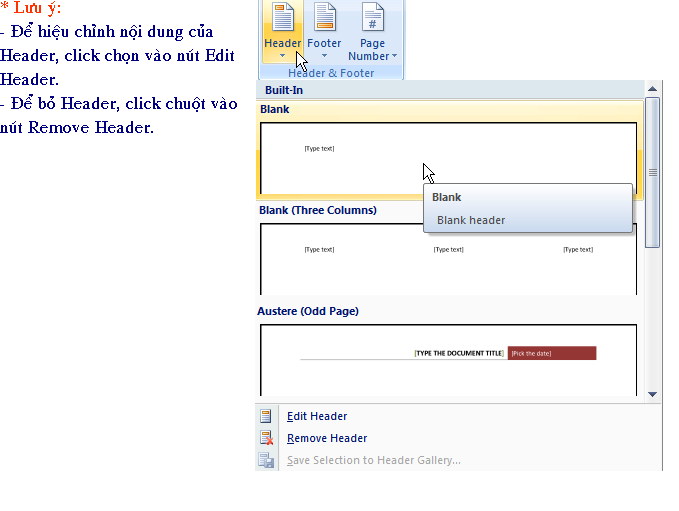 * Lưu ý:
- Để hiệu chỉnh nội dung của
Header, click chọn vào nút Edit
Header.
- Để bỏ Header, click chuột vào
nút Remove Header.
Header Footer Page
Number
Header & Footer
Built-In
Blank
[Type text]
Blank
Blank header
Blank (Three Columns)
[Type text] [Type text] [Type text]
Austere (Odd Page)
[TYPE THE DOCUMENT TITLE] [Pick the date]
Edit Header
Remove Header
Save Selection to Header Gallery...